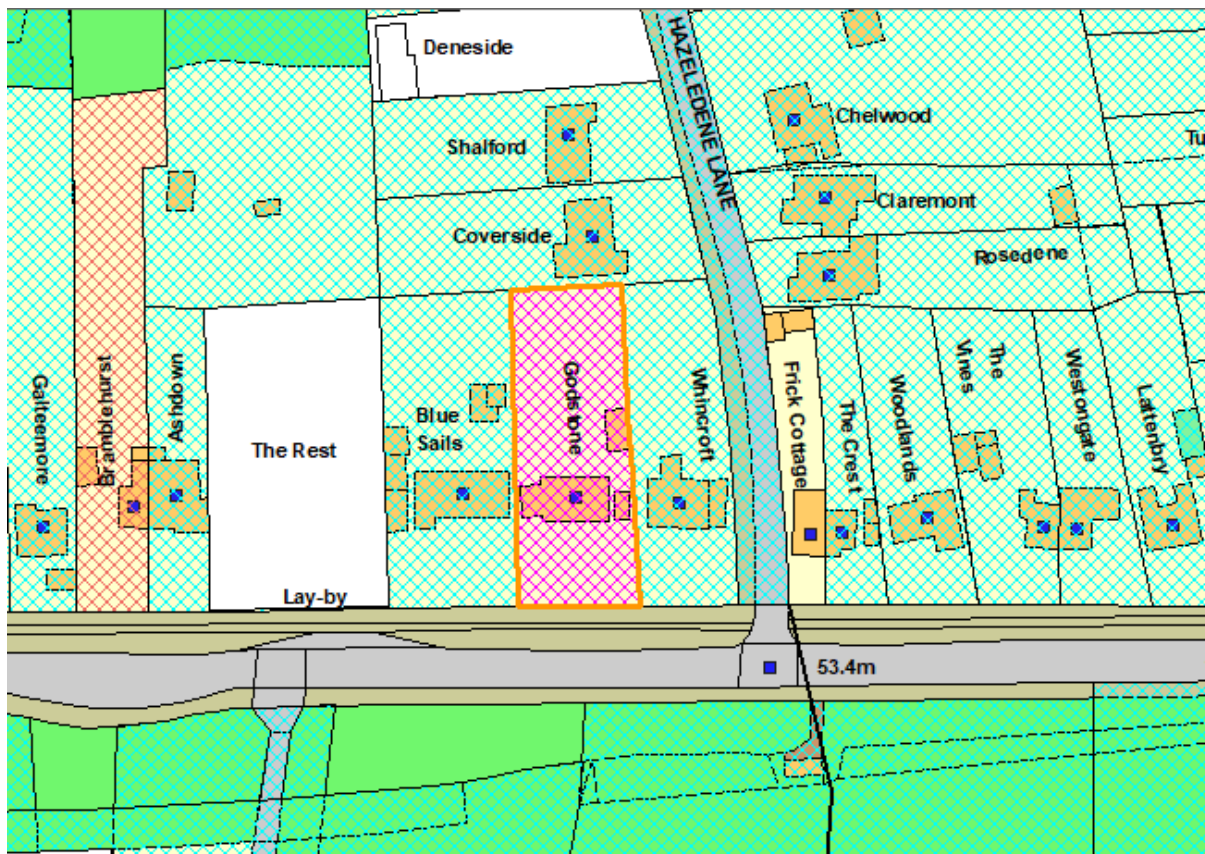 Deneside
HAZELEDENE LANE
Chelwood
Shalford
Tu
Claremont
Coverside
Rosedene
Galteemore
Bramblehurst
Ashdown
The Rest
Blue
Sails
Godstone
Whincroft
Frick Cottage
The Crest
Woodlands
The
Vines
Westongate
Lattenbry
Lay-by
53.4m